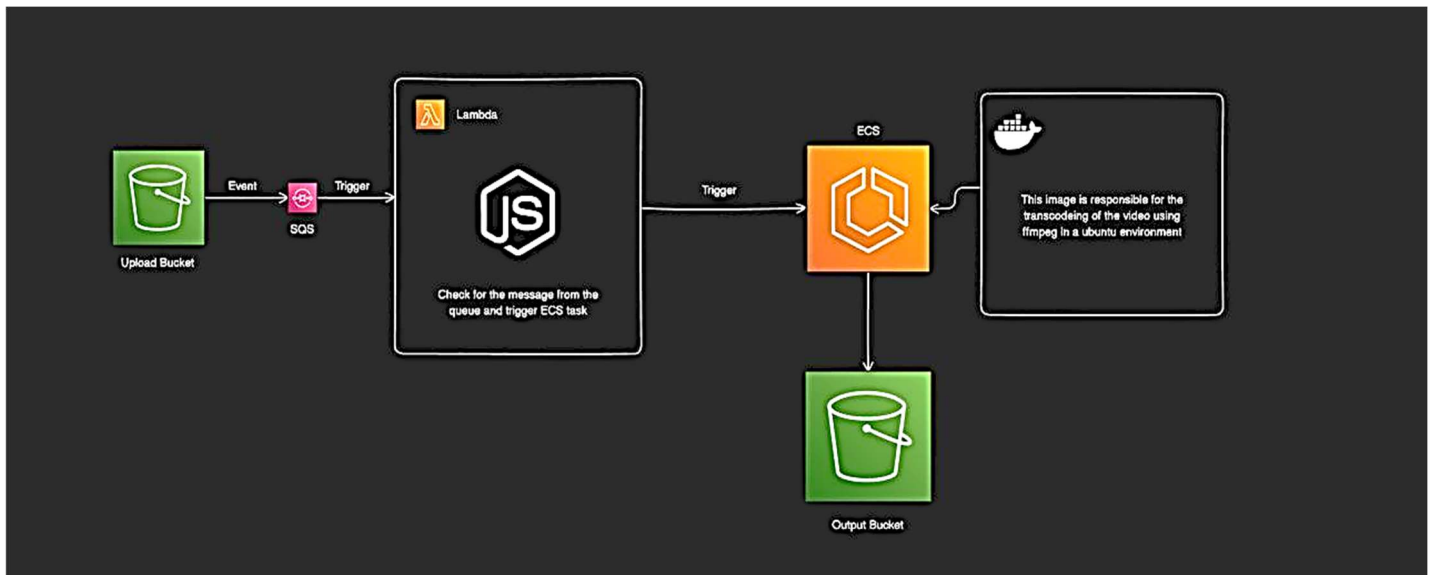 Upload Bucket
Event
SQS
Trigger
Lambda
JS
Check for the message from the
queue and trigger ECS task
Trigger
ECS
This image is responsible for the
transcodeing of the video using
ffmpeg in a ubuntu environment
Output Bucket